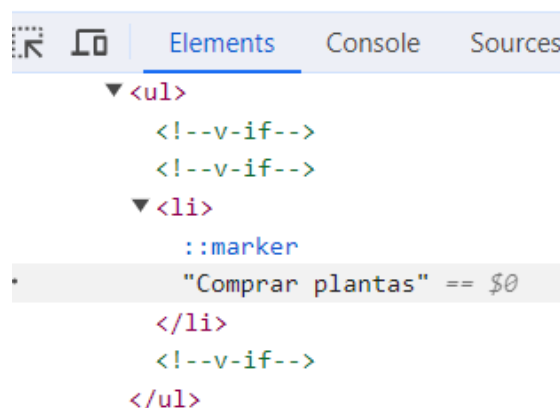 Elements Console Sources
▼<ul>
<!--v-if-->
<!--v-if-->
▼<li>
::marker
"Comprar plantas" == $0
</li>
<!--v-if-->
</ul>